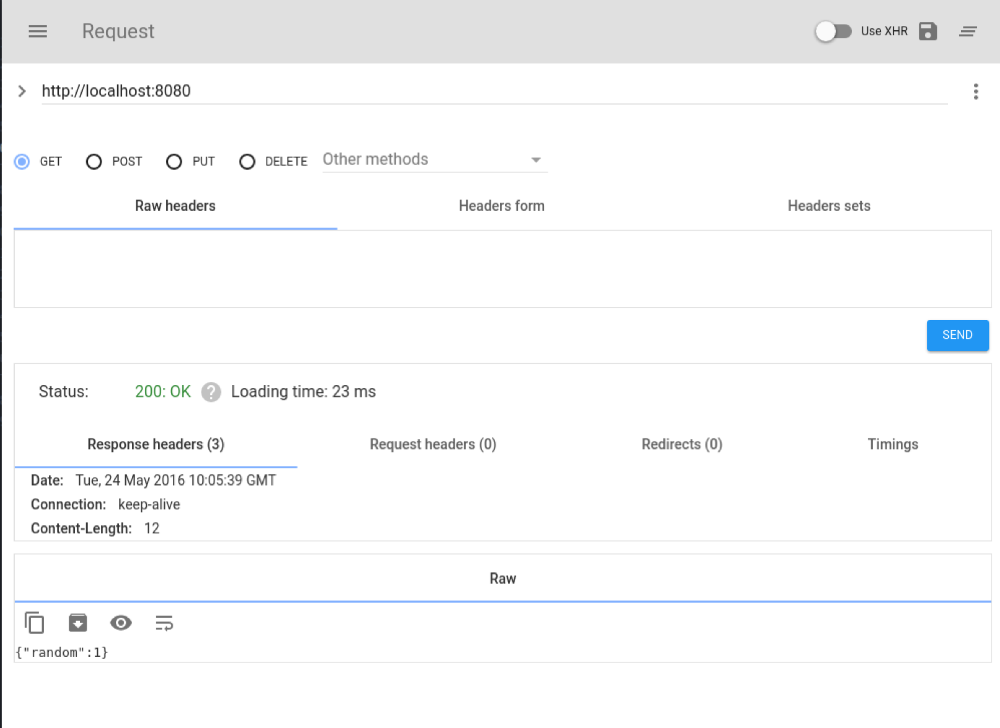 Request Use XHR
http://localhost:8080
GET POST PUT DELETE Other methods
Raw headers Headers form Headers sets
SEND
Status: 200: OK ? Loading time: 23 ms
Response headers (3) Request headers (0) Redirects (0) Timings
Date: Tue, 24 May 2016 10:05:39 GMT
Connection: keep-alive
Content-Length: 12
Raw
{"random":1}